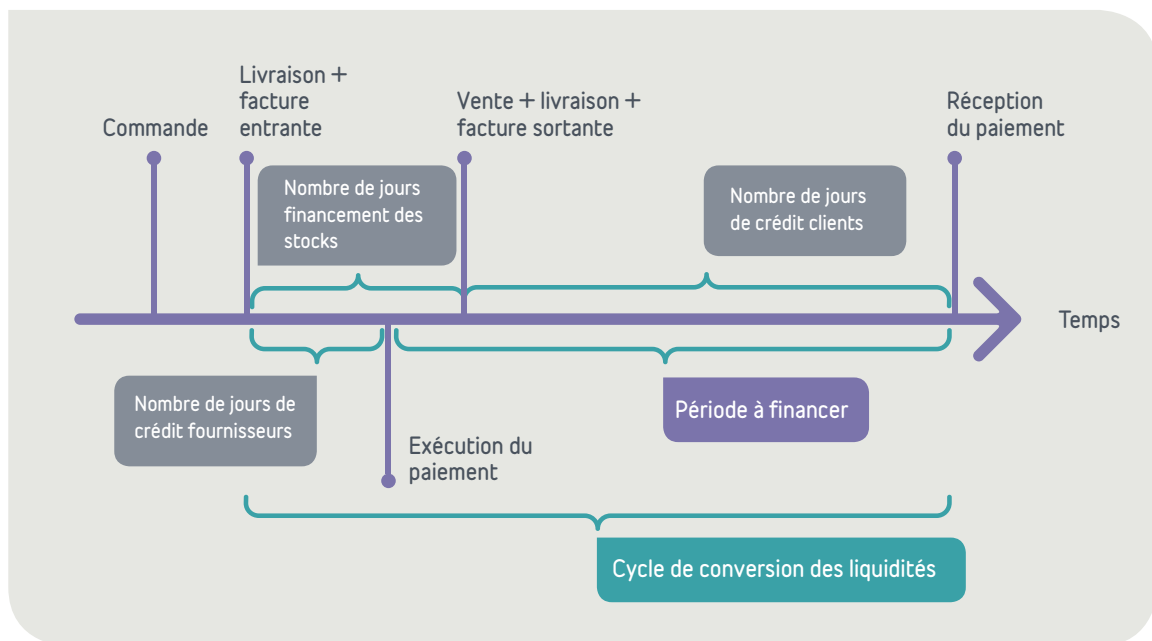 Commande
Livraison +
facture
entrante
Vente + livraison +
facture sortante
Réception
du paiement
Nombre de jours
financement des
stocks
Nombre de jours
de crédit clients
Temps
Nombre de jours de
crédit fournisseurs
Période à financer
Exécution du
paiement
Cycle de conversion des liquidités